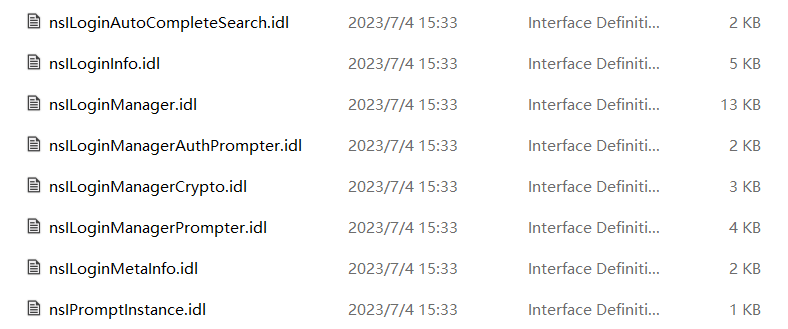 nsILoginAutoCompleteSearch.idl 2023/7/4 15:33 Interface Definiti... 2 KB
nsILoginInfo.idl 2023/7/4 15:33 Interface Definiti... 5 KB
nsILoginManager.idl 2023/7/4 15:33 Interface Definiti... 13 KB
nsILoginManagerAuthPrompter.idl 2023/7/4 15:33 Interface Definiti... 2 KB
nsILoginManagerCrypto.idl 2023/7/4 15:33 Interface Definiti... 3 KB
nsILoginManagerPrompter.idl 2023/7/4 15:33 Interface Definiti... 4 KB
nsILoginMetaInfo.idl 2023/7/4 15:33 Interface Definiti... 2 KB
nsIPromptInstance.idl 2023/7/4 15:33 Interface Definiti... 1 KB